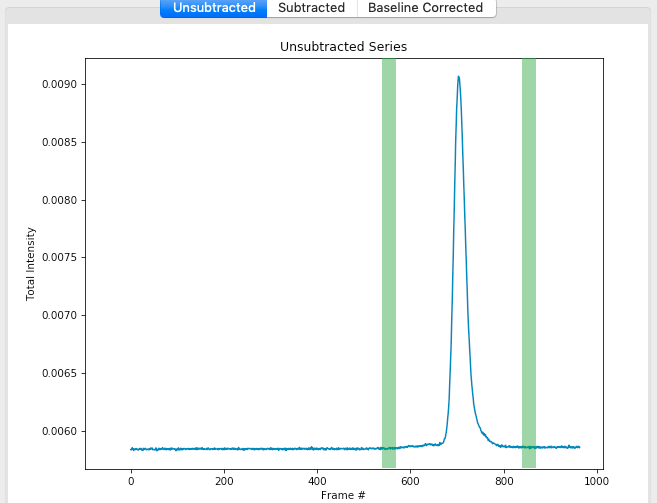 Unsubtracted Subtracted Baseline Corrected
Unsubtracted Series
Total Intensity
0.0090
0.0085
0.0080
0.0075
0.0070
0.0065
0.0060
0 200 400 600 800 1000
Frame #